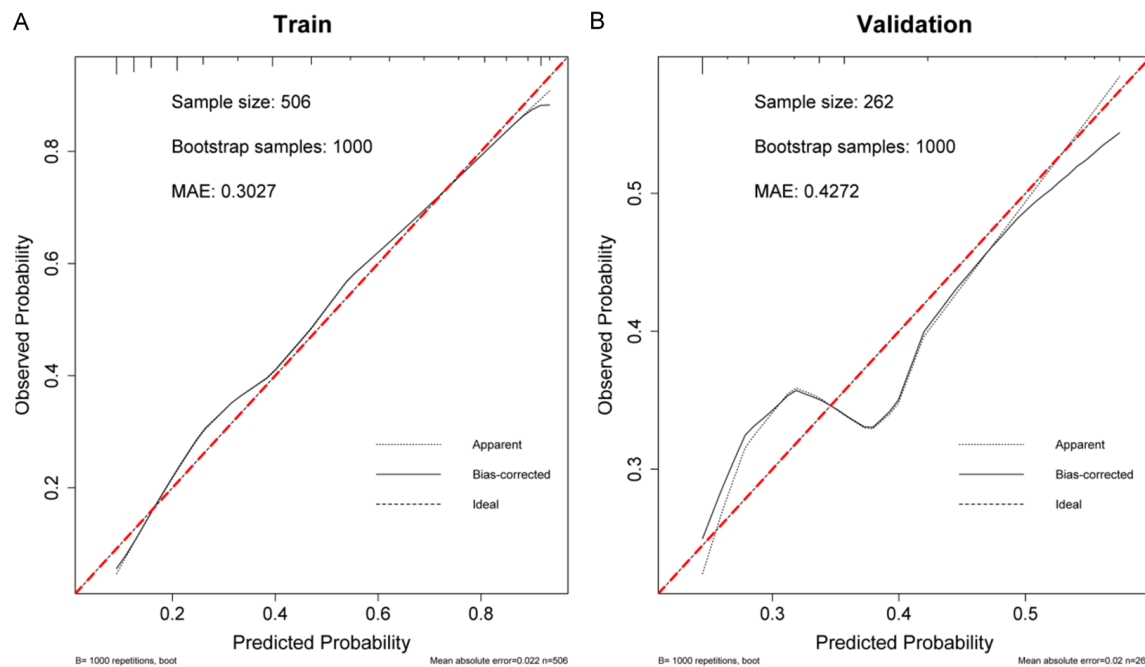 A
Train
Sample size: 506
Bootstrap samples: 1000
MAE: 0.3027
Observed Probability
0.8
0.6
0.4
0.2
Apparent
Bias-corrected
Ideal
0.2 0.4 0.6 0.8
Predicted Probability
B= 1000 repetitions, boot
Mean absolute error=0.022 n=506
B
Validation
Sample size: 262
Bootstrap samples: 1000
MAE: 0.4272
Observed Probability
0.5
0.4
0.3
Apparent
Bias-corrected
Ideal
0.3 0.4 0.5
Predicted Probability
B= 1000 repetitions, boot
Mean absolute error=0.02 n=26